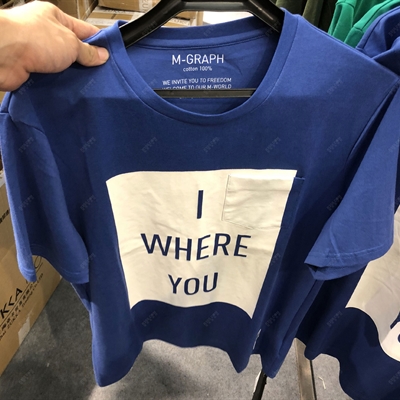 M-GRAPH
cotton 100%
WE INVITE YOU TO FREEDOM
WELCOME TO OUR M-WORLD
I
WHERE
YOU